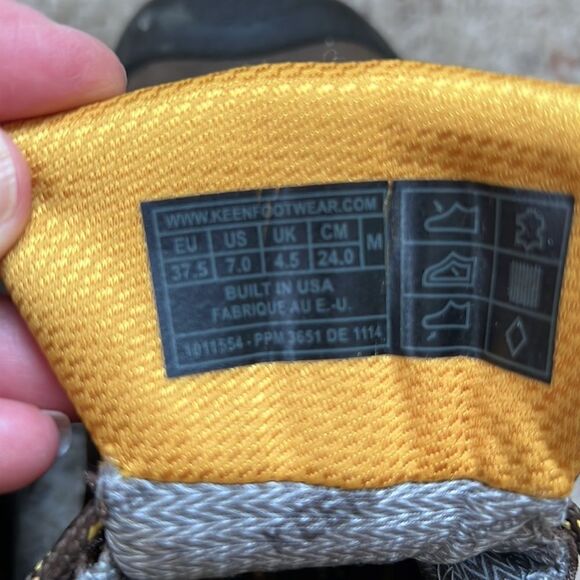 WWW.KEENFOOTWEAR.COM
EU US UK CM M
37.5 7.0 4.5 24.0
BUILT IN USA
FABRIQUE AU E.-U.
1011554 - PPM 3651 DE 1114